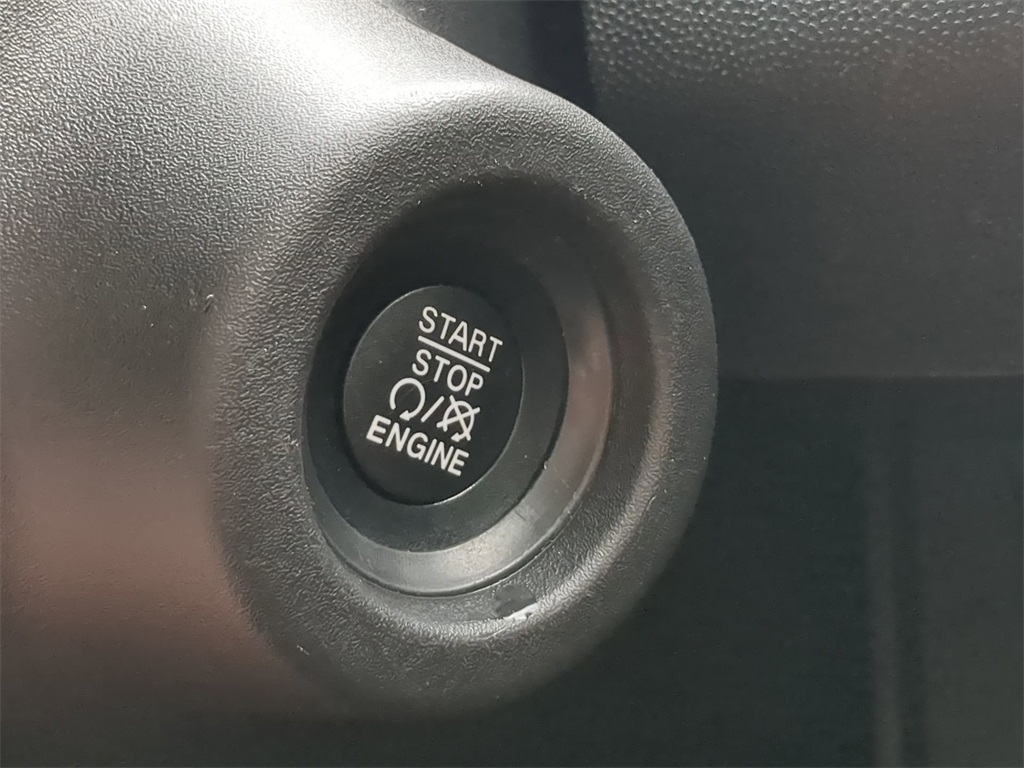 START
STOP
/
ENGINE